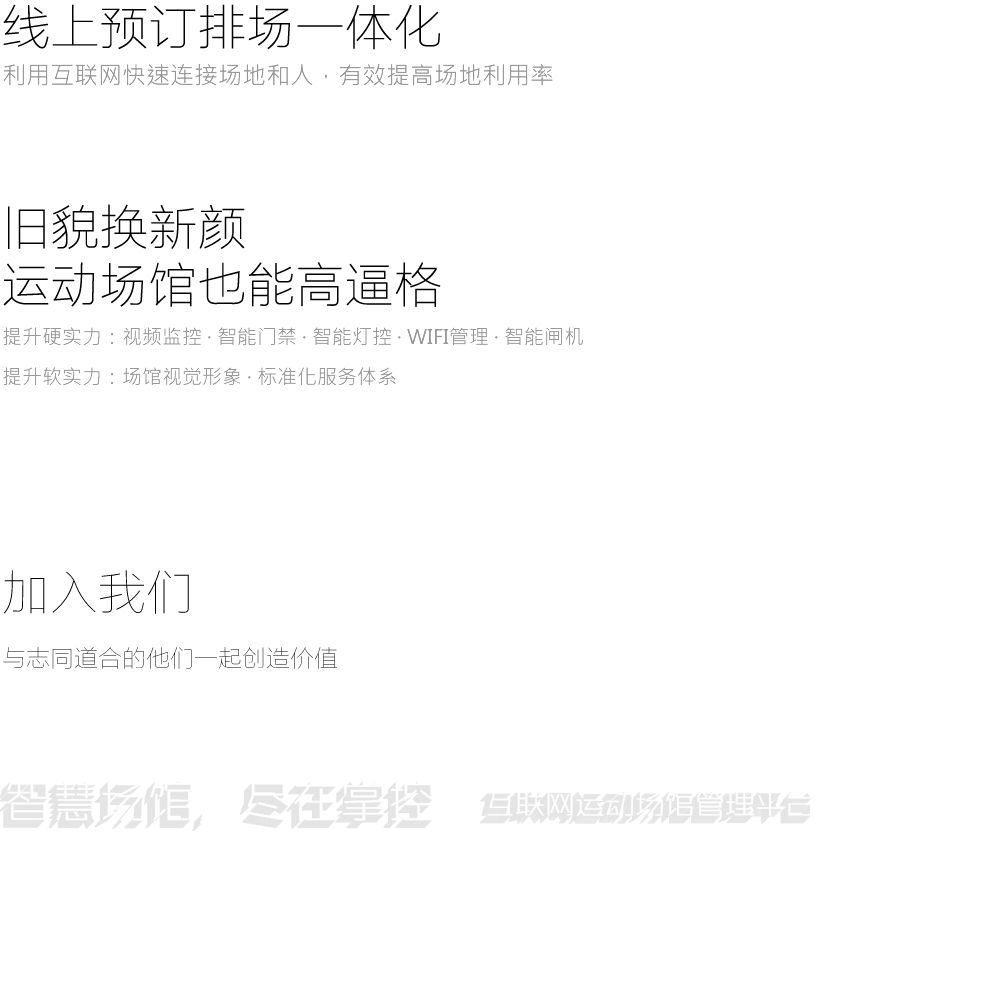 线上预订排场一体化
利用互联网快速连接场地和人，有效提高场地利用率
旧貌换新颜
运动场馆也能高逼格
提升硬实力：视频监控·智能门禁·智能灯控·WIFI管理·智能闸机
提升软实力：场馆视觉形象·标准化服务体系
加入我们
与志同道合的他们一起创造价值
智慧场馆，尽在掌控 互联网运动场馆管理平台